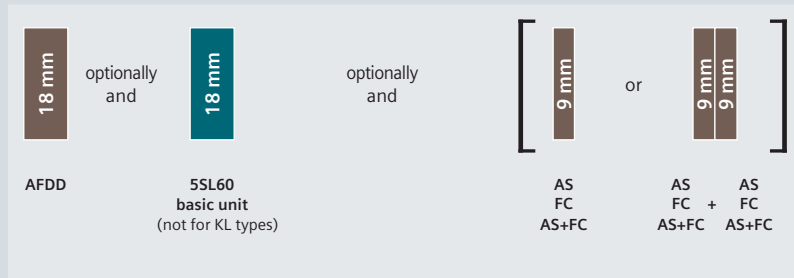 18 mm
optionally
and
18 mm
optionally
and
9 mm
or
9 mm
9 mm
AFDD
5SL60
basic unit
(not for KL types)
AS
FC
AS+FC
AS AS
FC + FC
AS+FC AS+FC